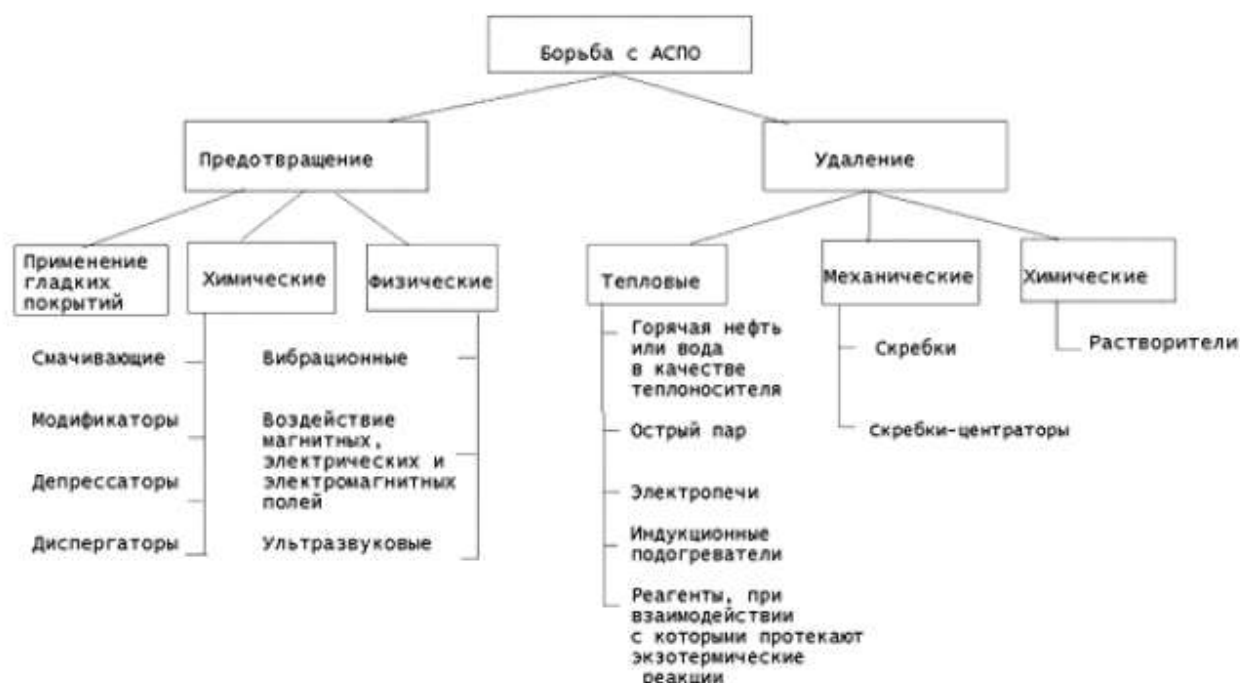 Борьба с АСПО
Предотвращение
Удаление
Применение
гладких
покрытий
Химические
Физические
Тепловые
Механические
Химические
Смачивающие
Модификаторы
Депрессаторы
Диспергаторы
Вибрационные
Воздействие
магнитных,
электрических и
электромагнитных
полей
Ультразвуковые
Горячая нефть
или вода
в качестве
теплоносителя
Острый пар
Электропечи
Индукционные
подогреватели
Реагенты, при
взаимодействии
с которыми протекают
экзотермические
реакции
Скребки
Скребки-центраторы
Растворители